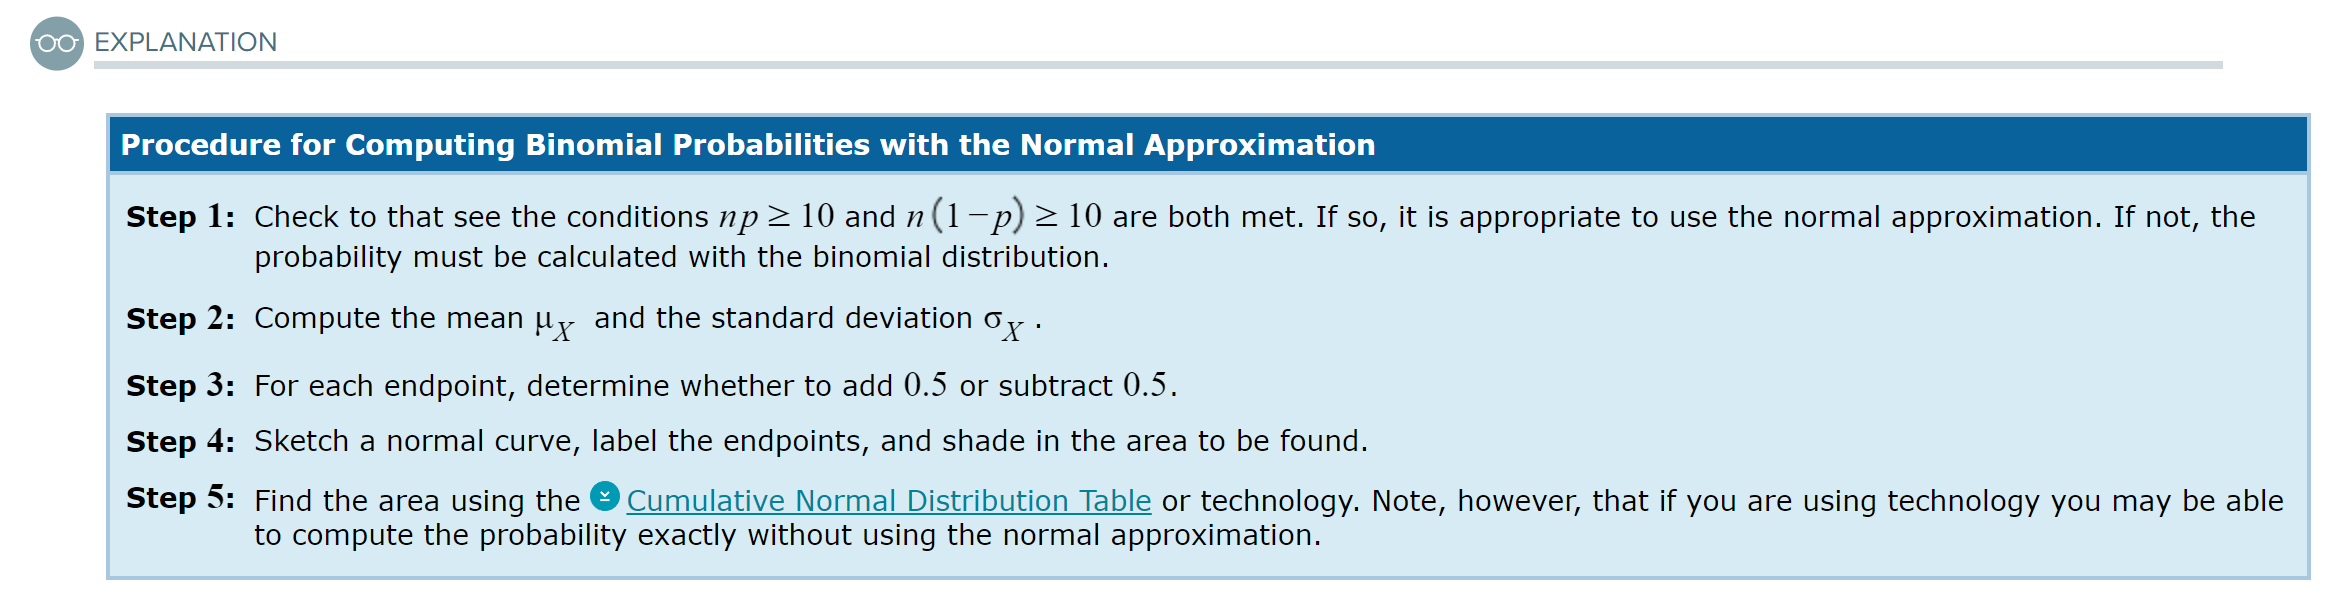 EXPLANATION
Procedure for Computing Binomial Probabilities with the Normal Approximation
Step 1: Check to that see the conditions np ≥ 10 and n(1−p) ≥ 10 are both met. If so, it is appropriate to use the normal approximation. If not, the
probability must be calculated with the binomial distribution.
Step 2: Compute the mean μ_X and the standard deviation σ_X .
Step 3: For each endpoint, determine whether to add 0.5 or subtract 0.5.
Step 4: Sketch a normal curve, label the endpoints, and shade in the area to be found.
Step 5: Find the area using the Cumulative Normal Distribution Table or technology. Note, however, that if you are using technology you may be able
to compute the probability exactly without using the normal approximation.